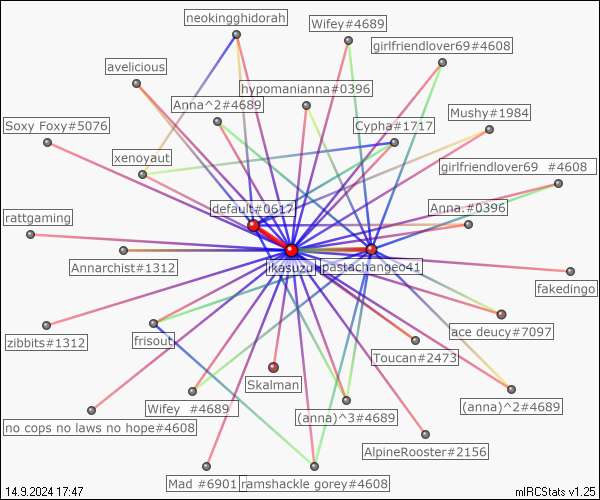 neokingghidorah
Wifey#4689
girlfriendlover69#4608
avelicious
hypomanianna#0396
Anna^2#4689
Mushy#1984
Soxy Foxy#5076
Cypha#1717
xenoyaut
girlfriendlover69 #4608
default#0617
Anna.#0396
rattgaming
Annarchist#1312
ikasuzu
pastachangeo41
fakedingo
zibbits#1312
frisout
ace deucy#7097
Toucan#2473
Skalman
Wifey #4689
(anna)^3#4689
(anna)^2#4689
no cops no laws no hope#4608
AlpineRooster#2156
Mad #6901
ramshackle gorey#4608
14.9.2024 17:47
mIRCStats v1.25